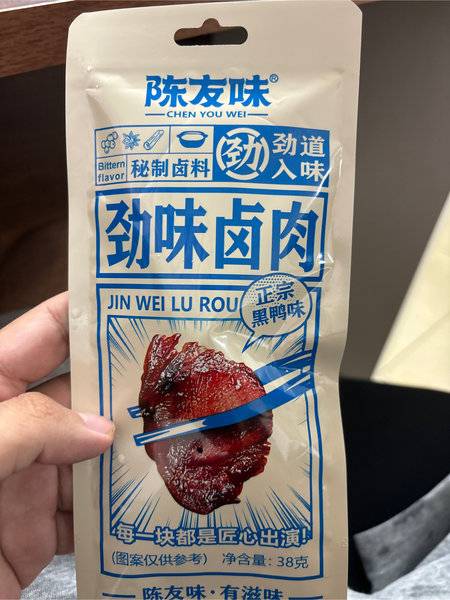 陈友味®
CHEN YOU WEI
Bittern flavor
秘制卤料
劲
劲道
入味
劲味卤肉
JIN WEI LU ROU
正宗
黑鸭味
每一块都是匠心出演!
(图案仅供参考) 净含量: 38克
陈友味·有滋味